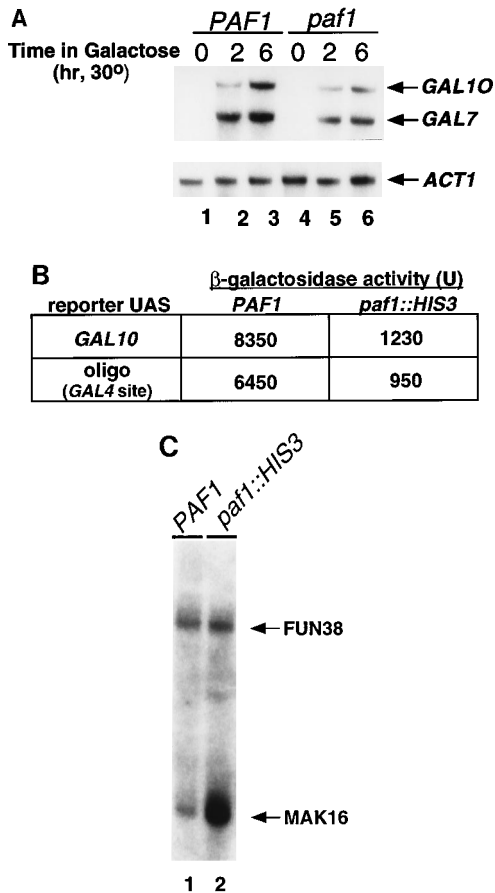 A
PAF1 paf1
Time in Galactose 0 2 6 0 2 6
(hr, 30º)
GAL10
GAL7
ACT1
1 2 3 4 5 6
B
β-galactosidase activity (U)
reporter UAS PAF1 paf1::HIS3
GAL10 8350 1230
oligo 6450 950
(GAL4 site)
C
PAF1 paf1::HIS3
FUN38
MAK16
1 2